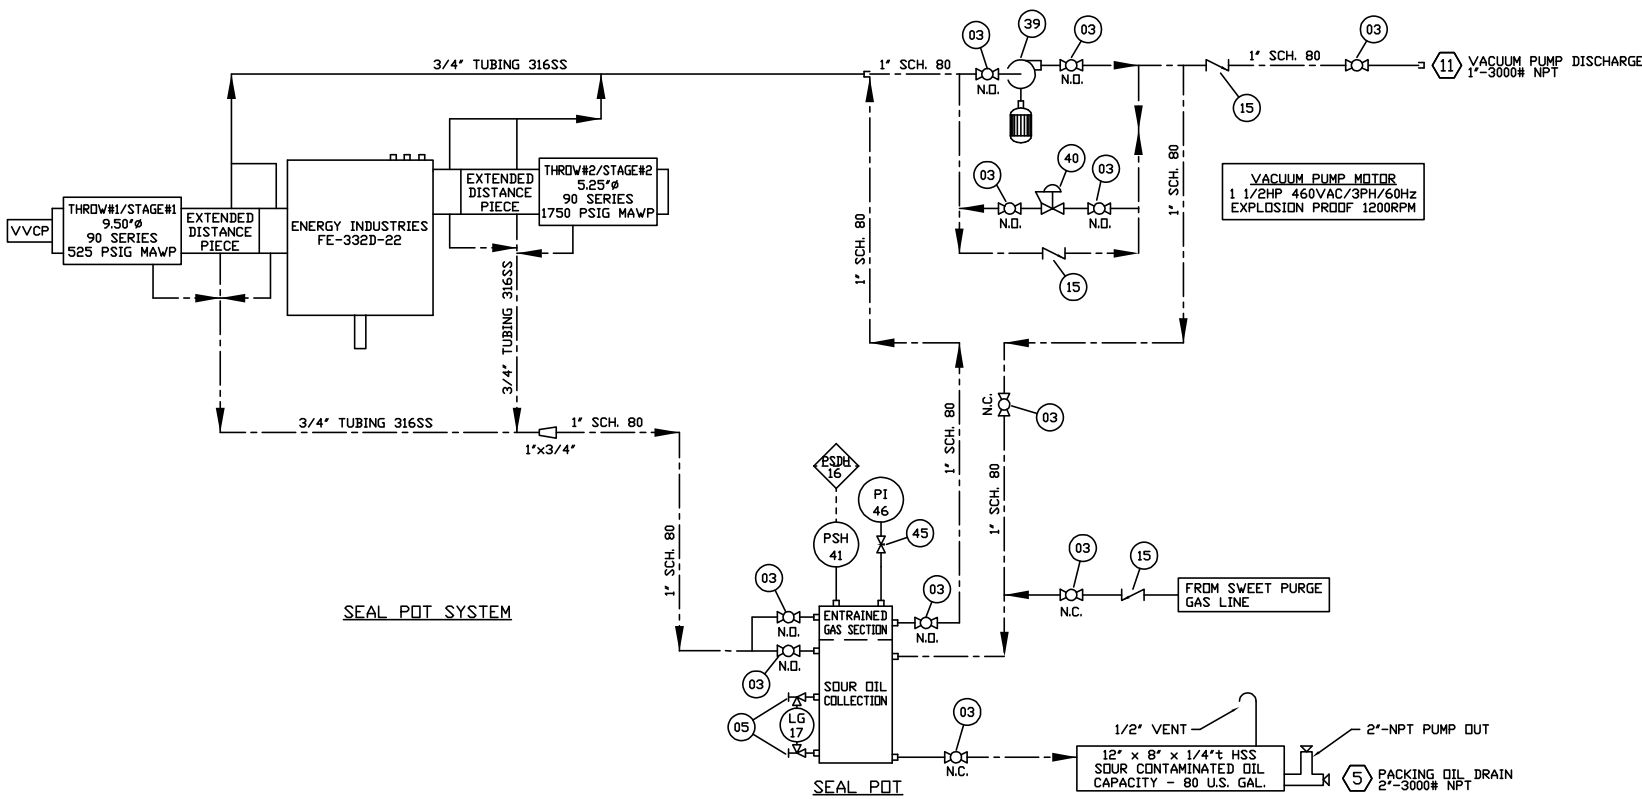 3/4" TUBING 316SS
1" SCH. 80
03
N.O.
39
03
N.O.
1" SCH. 80
15
03
11
VACUUM PUMP DISCHARGE
1"-3000# NPT
VVCP
THROW#1/STAGE#1
9.50"ø
90 SERIES
525 PSIG MAWP
EXTENDED
DISTANCE
PIECE
ENERGY INDUSTRIES
FE-332D-22
EXTENDED
DISTANCE
PIECE
THROW#2/STAGE#2
5.25"ø
90 SERIES
1750 PSIG MAWP
03
N.O.
40
03
N.O.
15
1" SCH. 80
1" SCH. 80
VACUUM PUMP MOTOR
1 1/2HP 460VAC/3PH/60Hz
EXPLOSION PROOF 1200RPM
3/4" TUBING 316SS
3/4" TUBING 316SS
1"x3/4"
1" SCH. 80
1" SCH. 80
1" SCH. 80
N.C.
03
1" SCH. 80
PSDH
16
PSH
41
PI
46
45
03
N.O.
03
N.O.
03
N.O.
ENTRAINED
GAS SECTION
SOUR OIL
COLLECTION
05
LG
17
SEAL POT
SEAL POT SYSTEM
03
N.C.
15
FROM SWEET PURGE
GAS LINE
03
N.C.
1/2" VENT
12" x 8" x 1/4"t HSS
SOUR CONTAMINATED OIL
CAPACITY - 80 U.S. GAL.
2"-NPT PUMP OUT
5
PACKING OIL DRAIN
2"-3000# NPT